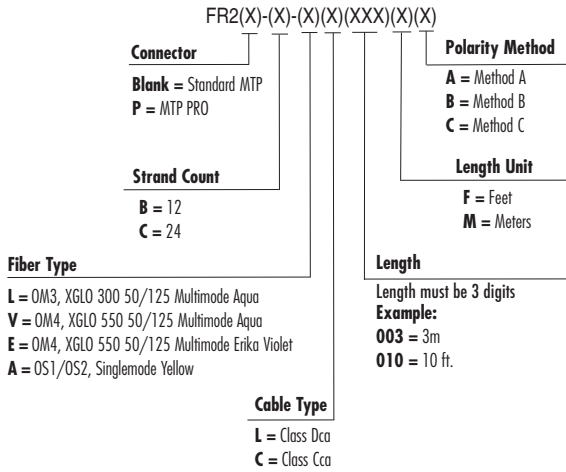 FR2(X)-(X)-(X)(X)(XXX)(X)(X)
Connector
Blank = Standard MTP
P = MTP PRO
Polarity Method
A = Method A
B = Method B
C = Method C
Strand Count
B = 12
C = 24
Length Unit
F = Feet
M = Meters
Fiber Type
L = OM3, XGLO 300 50/125 Multimode Aqua
V = OM4, XGLO 550 50/125 Multimode Aqua
E = OM4, XGLO 550 50/125 Multimode Erika Violet
A = OS1/OS2, Singlemode Yellow
Length
Length must be 3 digits
Example:
003 = 3m
010 = 10 ft.
Cable Type
L = Class Dca
C = Class Cca